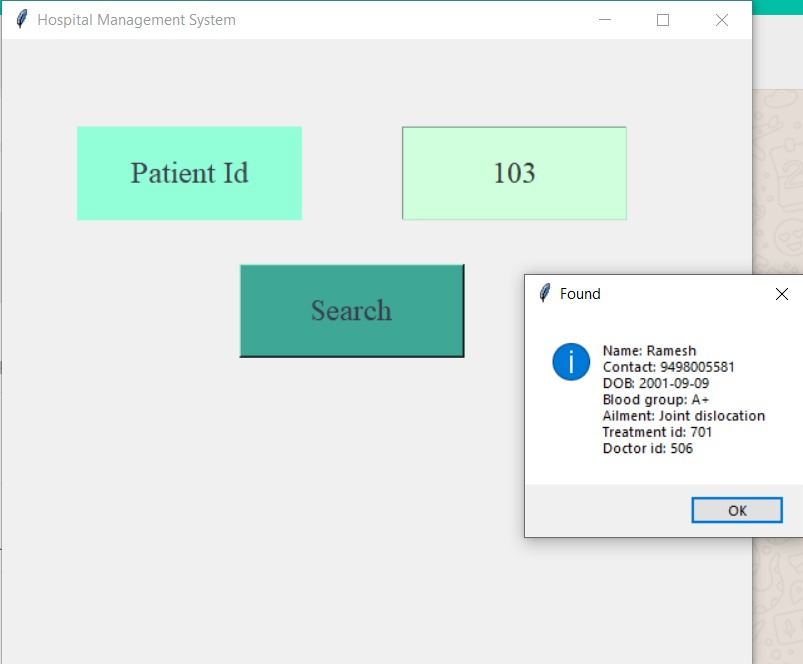 Hospital Management System
Patient Id
103
Search
Found
Name: Ramesh
Contact: 9498005581
DOB: 2001-09-09
Blood group: A+
Ailment: Joint dislocation
Treatment id: 701
Doctor id: 506
OK